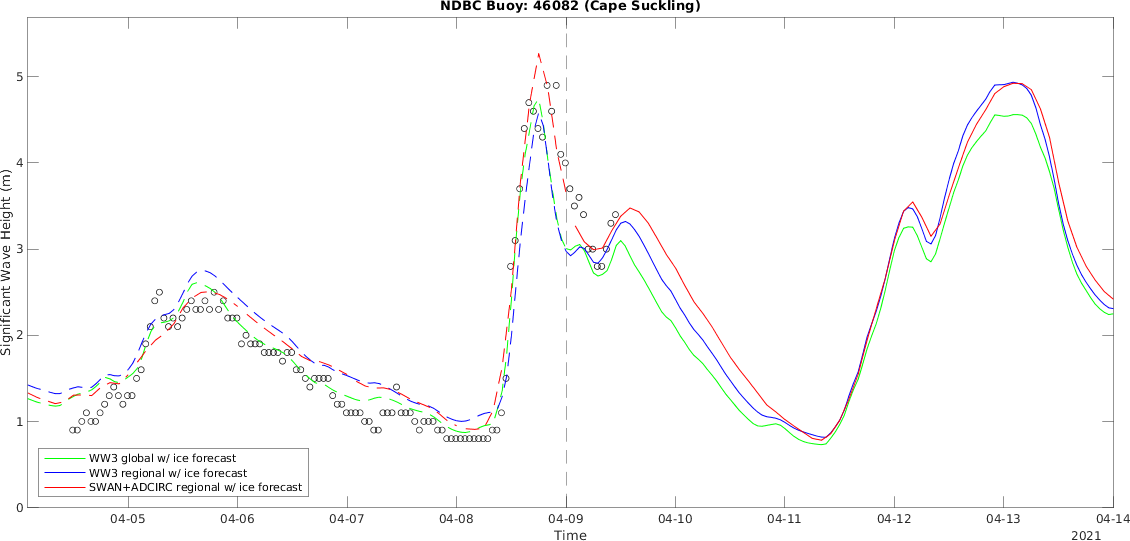 NDBC Buoy: 46082 (Cape Suckling)
Significant Wave Height (m)
5
4
3
2
1
0
WW3 global w/ ice forecast
WW3 regional w/ ice forecast
SWAN+ADCIRC regional w/ ice forecast
04-05 04-06 04-07 04-08 04-09 04-10 04-11 04-12 04-13 04-14
Time
2021